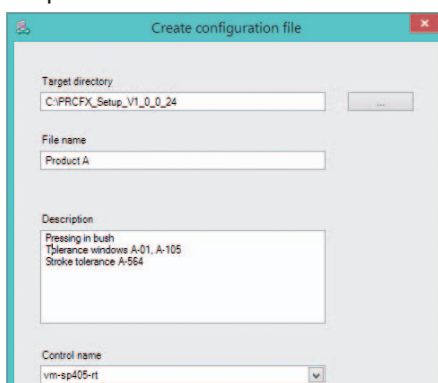 Create configuration file
Target directory
C:\PRCFX_Setup_V1_0_0_24
...
File name
Product A
Description
Pressing in bush
Tolerance windows A-01, A-105
Stroke tolerance A-564
Control name
vm-sp405-rt